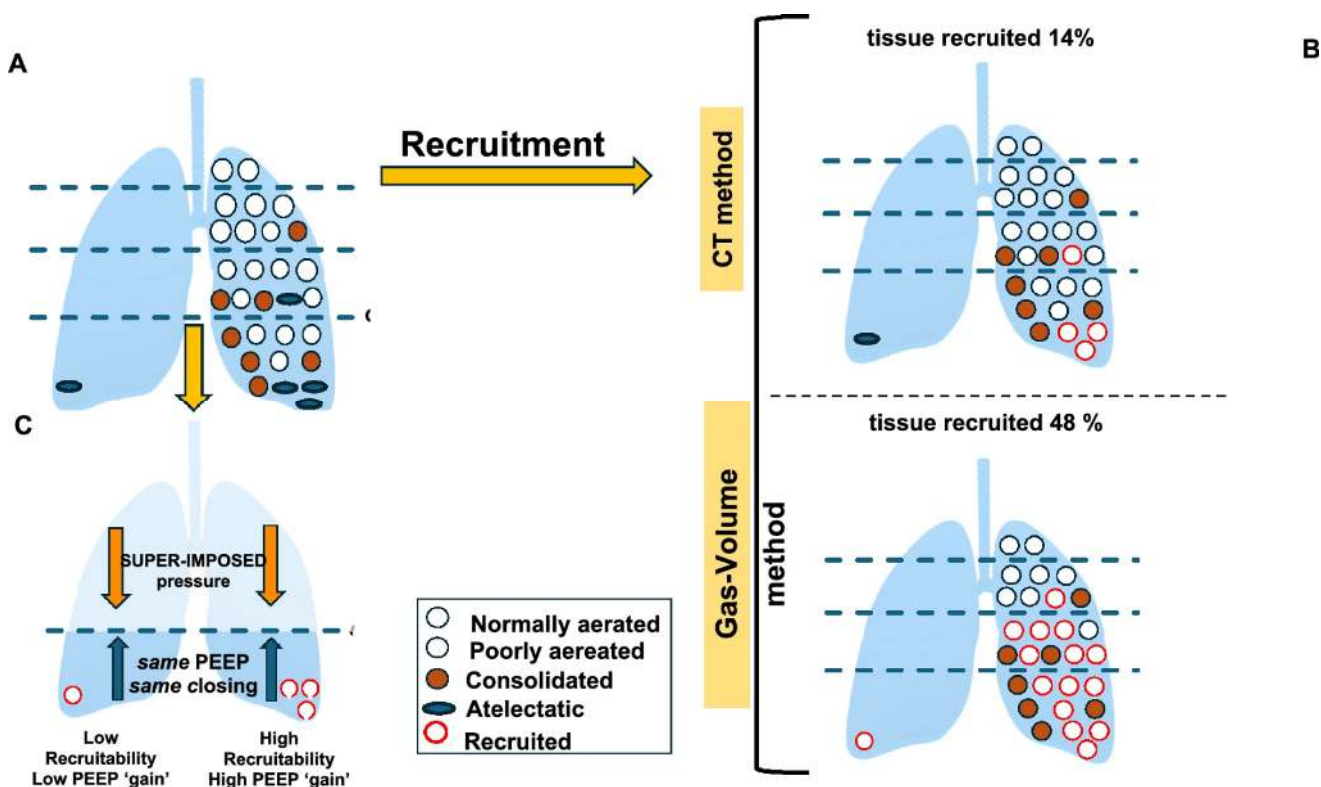 A
Recruitment
B
CT method
tissue recruited 14%
Gas-Volume
method
tissue recruited 48 %
C
SUPER-IMPOSED
pressure
same PEEP
same closing
Low
Recruitability
Low PEEP ‘gain’
High
Recruitability
High PEEP ‘gain’
Normally aerated
Poorly aereated
Consolidated
Atelectatic
Recruited